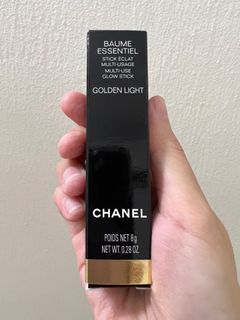 BAUME
ESSENTIEL
STICK ÉCLAT
MULTI-USAGE
MULTI-USE
GLOW STICK
GOLDEN LIGHT
CHANEL
POIDS NET 8g
NET WT. 0.28 OZ.